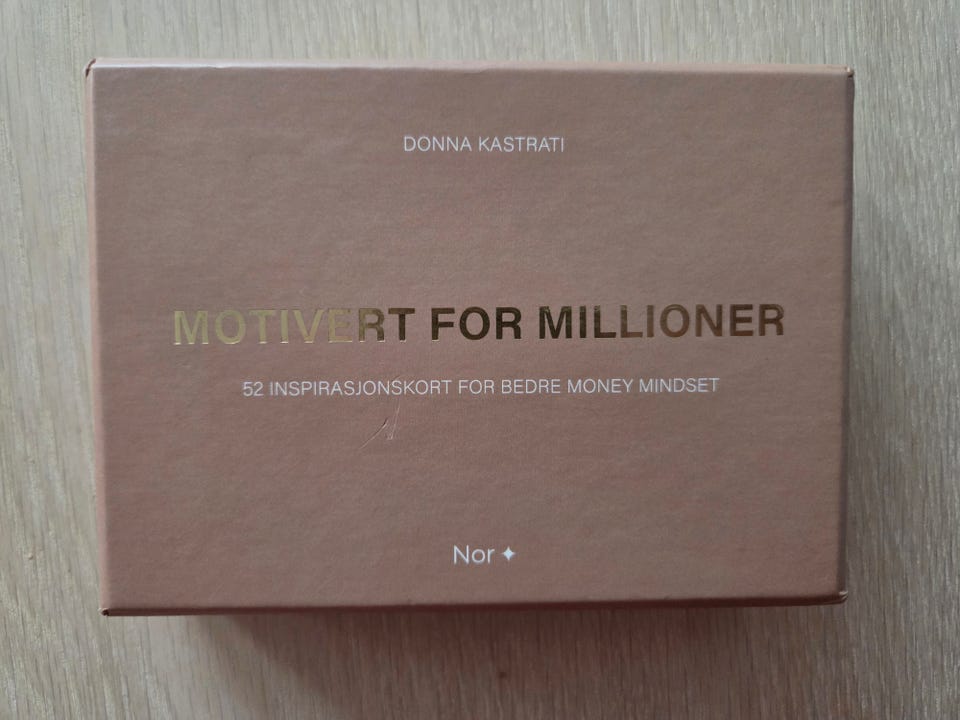 DONNA KASTRATI
MOTIVERT FOR MILLIONER
52 INSPIRASJONSKORT FOR BEDRE MONEY MINDSET
Nor